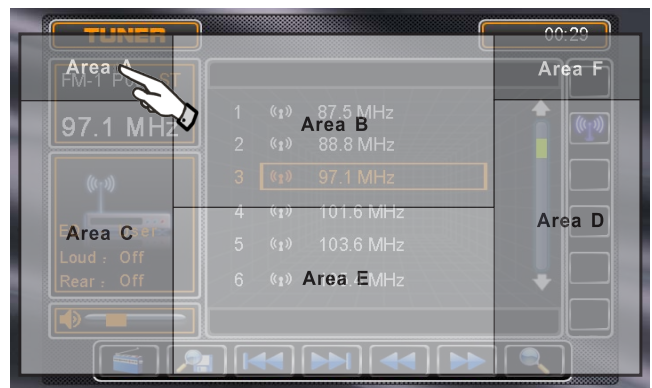 TUNER
00:29
Area A
Area F
FM-1 ST
97.1 MHz
1 87.5 MHz
Area B
2 88.8 MHz
3 97.1 MHz
4 101.6 MHz
Area D
Area C
5 103.6 MHz
Loud : Off
Rear : Off
6 MHz
Area E